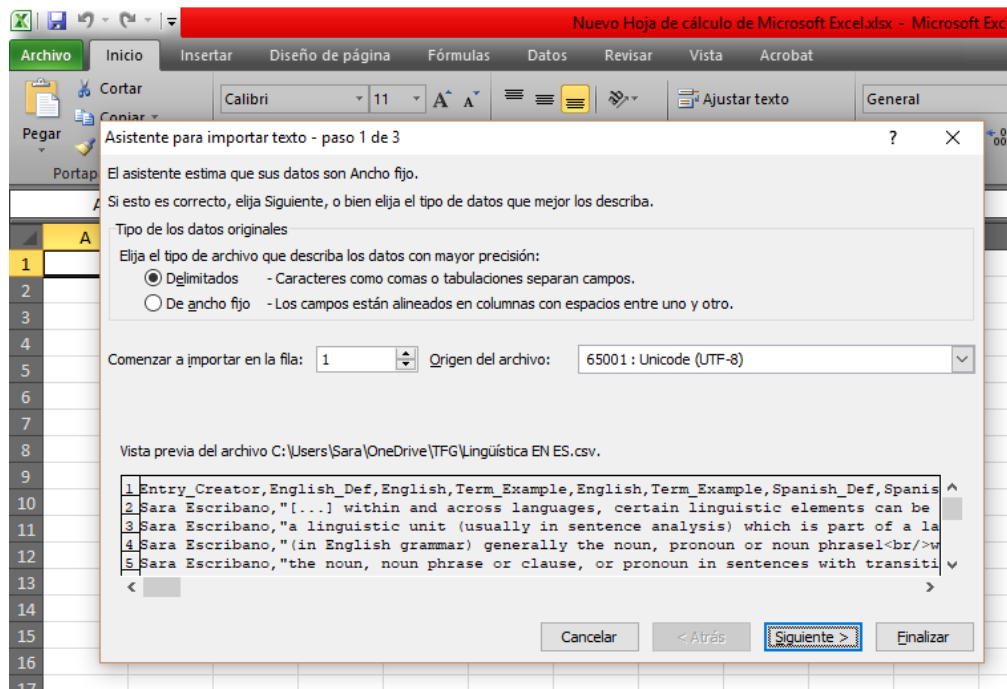 Nuevo Hoja de cálculo de Microsoft Excel.xlsx - Microsoft Exc
Archivo Inicio Insertar Diseño de página Fórmulas Datos Revisar Vista Acrobat
Cortar
Copiar
Pegar
Portap
Calibri 11 A A Ajustar texto General
Asistente para importar texto - paso 1 de 3 ?
El asistente estima que sus datos son Ancho fijo.
Si esto es correcto, elija Siguiente, o bien elija el tipo de datos que mejor los describa.
Tipo de los datos originales
Elija el tipo de archivo que describa los datos con mayor precisión:
Delimitados - Caracteres como comas o tabulaciones separan campos.
De ancho fijo - Los campos están alineados en columnas con espacios entre uno y otro.
Comenzar a importar en la fila: 1 Origen del archivo: 65001 : Unicode (UTF-8)
Vista previa del archivo C:\Users\Sara\OneDrive\TFG\Lingüística EN ES.csv.
1 Entry_Creator,English_Def,English,Term_Example,English,Term_Example,Spanish_Def,Spanis
2 Sara Escribano,"[...] within and across languages, certain linguistic elements can be
3 Sara Escribano,"a linguistic unit (usually in sentence analysis) which is part of a la
4 Sara Escribano,"(in English grammar) generally the noun, pronoun or noun phrasel<br/>w
5 Sara Escribano,"the noun, noun phrase or clause, or pronoun in sentences with transiti
Cancelar < Atrás Siguiente > Finalizar
A
1
2
3
4
5
6
7
8
9
10
11
12
13
14
15
16
17